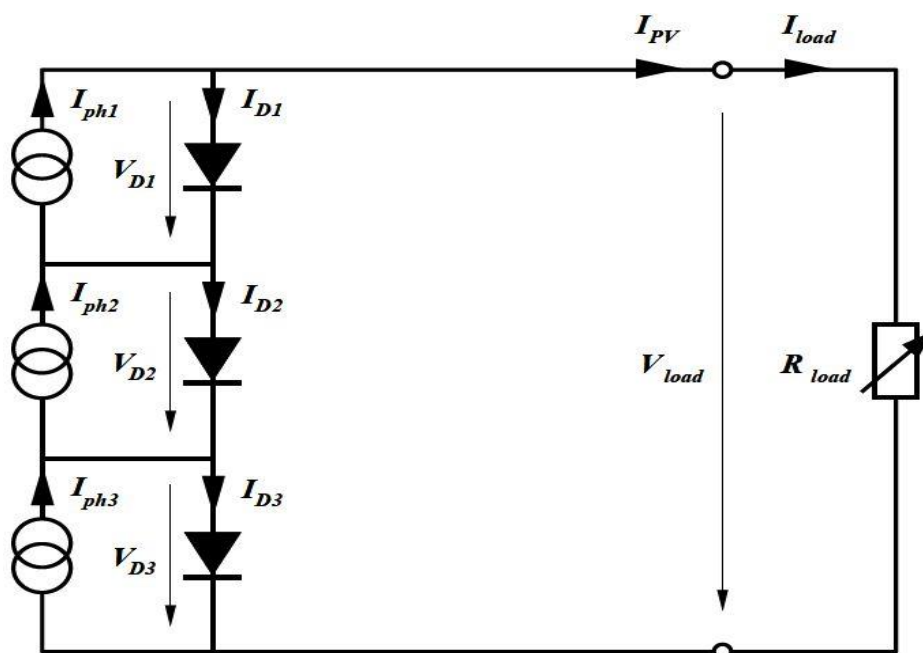 I_PV I_load
I_ph1 I_D1
V_D1
I_ph2 I_D2
V_D2
V_load R_load
I_ph3 I_D3
V_D3